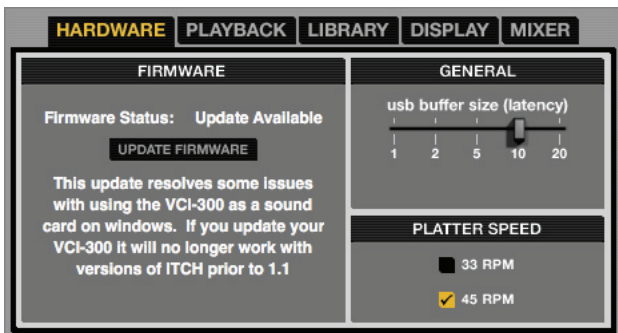 HARDWARE PLAYBACK LIBRARY DISPLAY MIXER
FIRMWARE
Firmware Status: Update Available
UPDATE FIRMWARE
This update resolves some issues
with using the VCI-300 as a sound
card on windows. If you update your
VCI-300 it will no longer work with
versions of ITCH prior to 1.1
GENERAL
usb buffer size (latency)
1 2 5 10 20
PLATTER SPEED
33 RPM
45 RPM